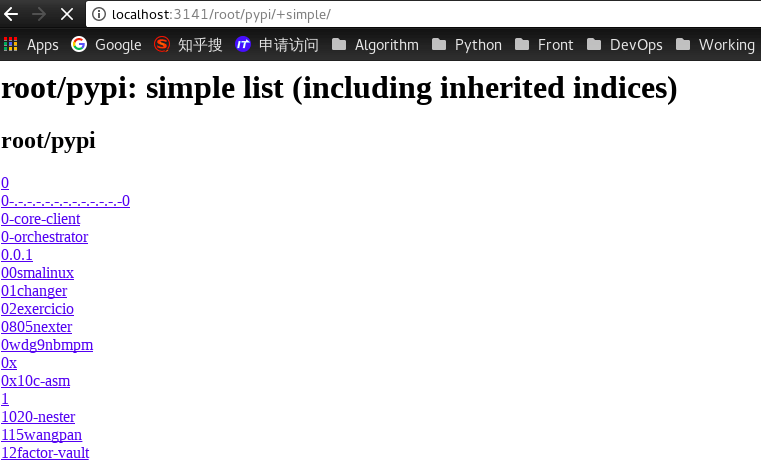 localhost:3141/root/pypi/+simple/
Apps Google 知乎搜 申请访问 Algorithm Python Front DevOps Working
root/pypi: simple list (including inherited indices)
root/pypi
0
0-.-.-.-.-.-.-.-.-.-.-.-.-0
0-core-client
0-orchestrator
0.0.1
00smalinux
01changer
02exercicio
0805nexter
0wdg9nbmpm
0x
0x10c-asm
1
1020-nester
115wangpan
12factor-vault